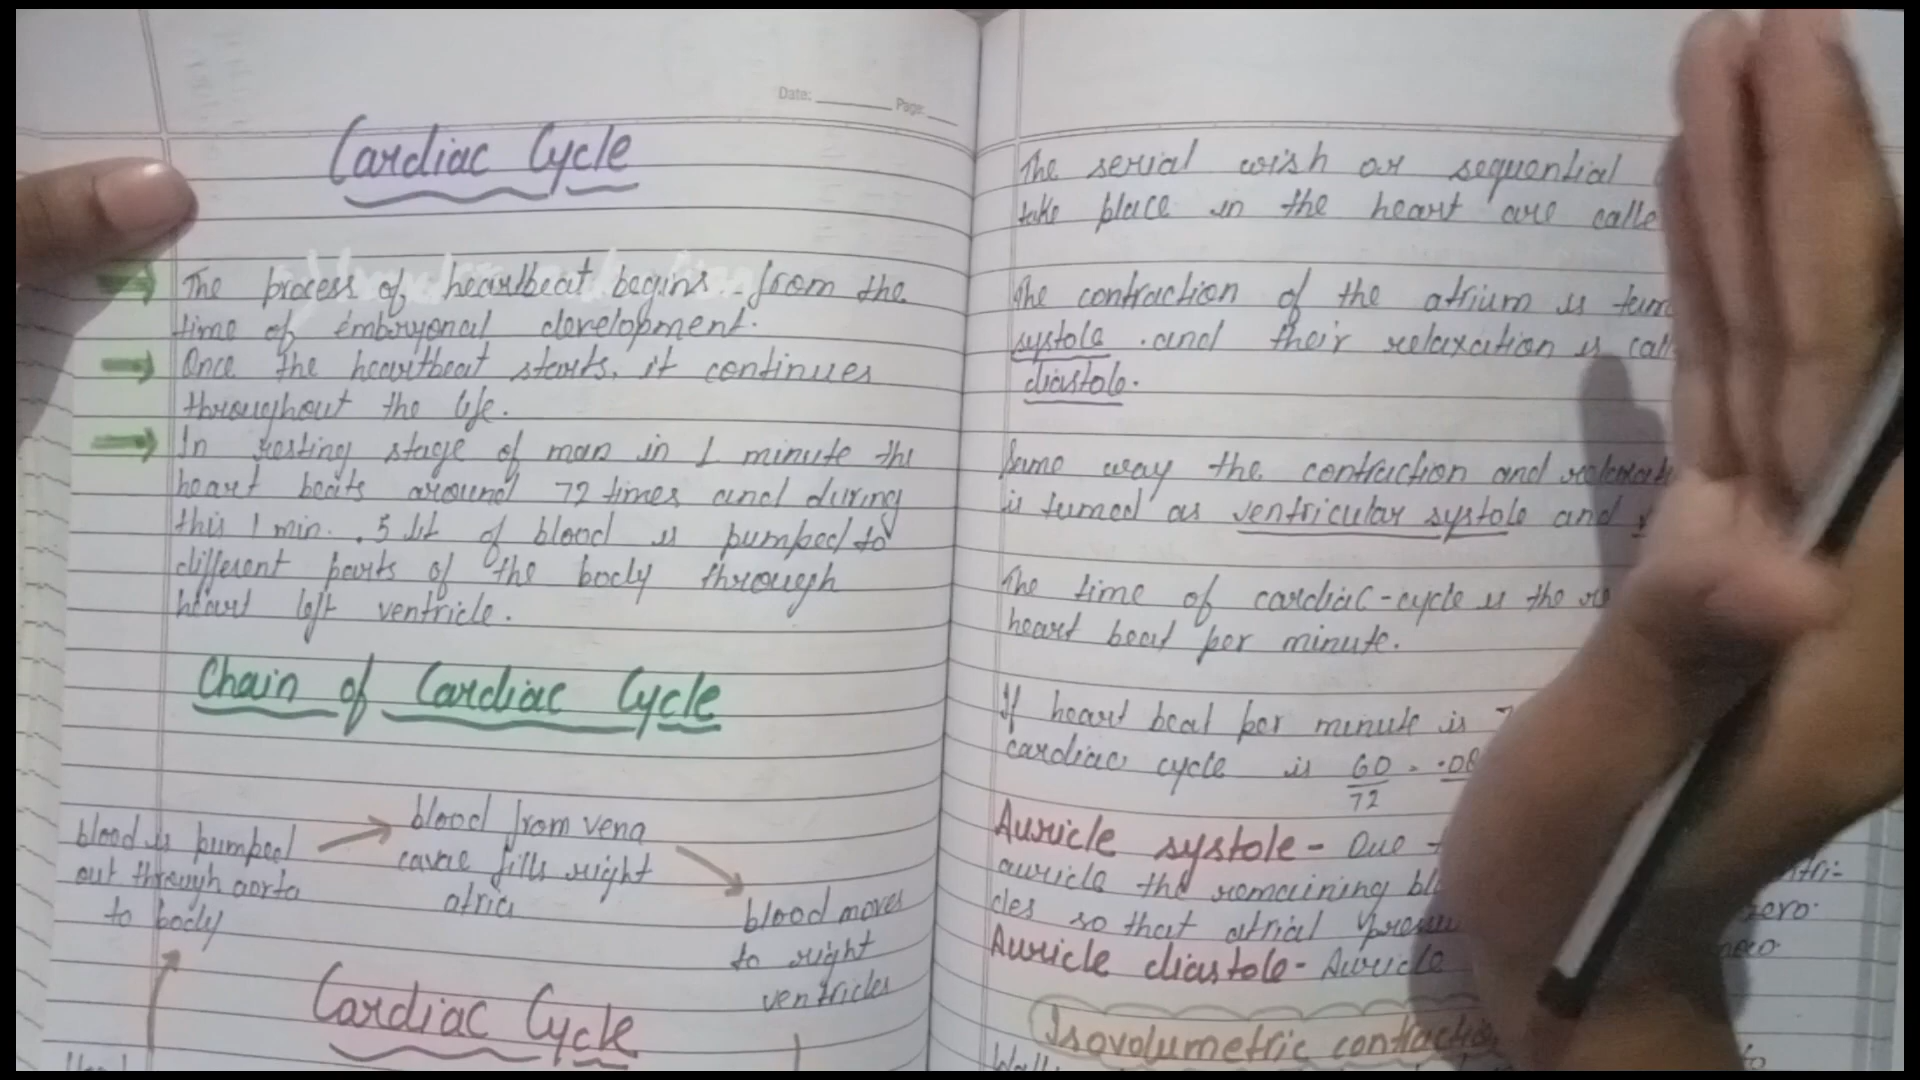 Date: Page:
Cardiac Cycle
The process of heartbeat begins from the
time of embryonal development.
Once the heartbeat starts, it continues
throughout the life.
In resting stage of man in 1 minute the
heart beats around 72 times and during
this 1 min. 5 lit of blood is pumped to
different parts of the body through
heart left ventricle.
Chain of Cardiac Cycle
blood is pumped
out through aorta
to body
blood from vena
cavae fills right
atria
blood moves
to right
ventricles
Cardiac Cycle
The serial wish or sequential
take place in the heart are calle
The contraction of the atrium is
systole and their relaxation is call
diastole.
Same way the contraction and
is turmed as ventricular systole and
The time of cardiac-cycle is the
heart beat per minute.
If heart beat per minute is
cardiac cycle is 60
72
Auricle systole - Due
auricle the remaining
cles so that atrial zero.
Auricle diastole - Auricle
Isovolumetric contraction
to